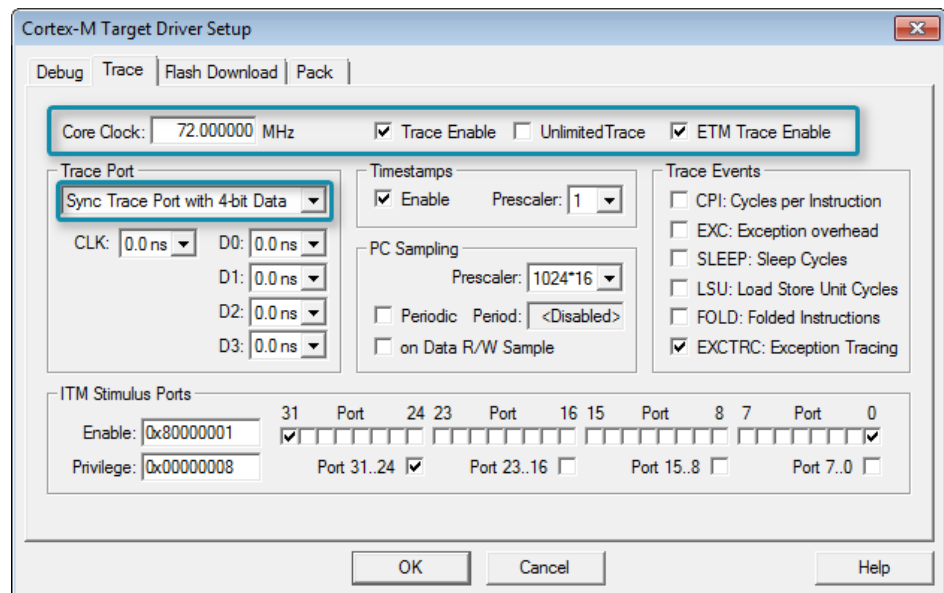 Cortex-M Target Driver Setup
Debug Trace Flash Download Pack
Core Clock: 72.000000 MHz Trace Enable UnlimitedTrace ETM Trace Enable
Trace Port
Sync Trace Port with 4-bit Data
CLK: 0.0 ns D0: 0.0 ns
D1: 0.0 ns
D2: 0.0 ns
D3: 0.0 ns
Timestamps
Enable Prescaler: 1
PC Sampling
Prescaler: 1024*16
Periodic Period: <Disabled>
on Data R/W Sample
Trace Events
CPI: Cycles per Instruction
EXC: Exception overhead
SLEEP: Sleep Cycles
LSU: Load Store Unit Cycles
FOLD: Folded Instructions
EXCTRC: Exception Tracing
ITM Stimulus Ports
31 Port 24 23 Port 16 15 Port 8 7 Port 0
Enable: 0x80000001
Privilege: 0x00000008 Port 31..24 Port 23..16 Port 15..8 Port 7..0
OK Cancel Help